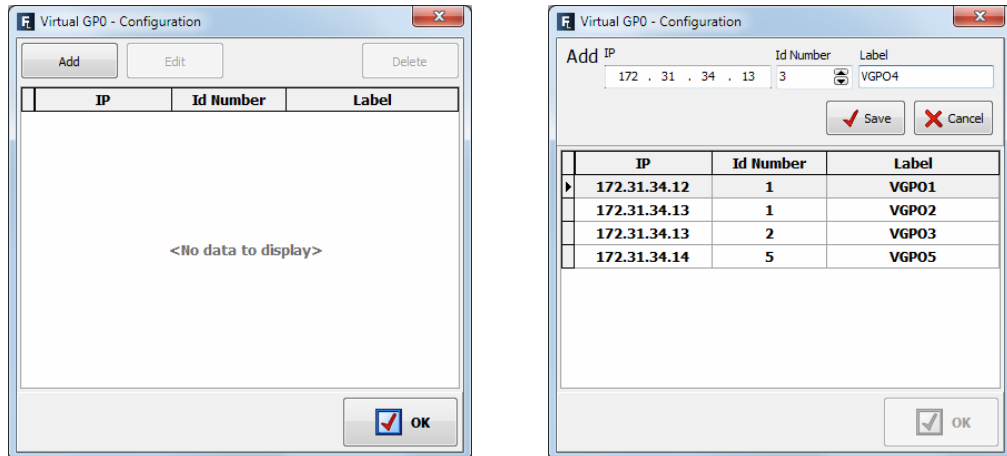 Virtual GP0 - Configuration
Add Edit Delete
IP Id Number Label
<No data to display>
OK
Virtual GP0 - Configuration
Add IP Id Number Label
172 . 31 . 34 . 13 3 VGPO4
Save Cancel
IP Id Number Label
172.31.34.12 1 VGPO1
172.31.34.13 1 VGPO2
172.31.34.13 2 VGPO3
172.31.34.14 5 VGPO5
OK